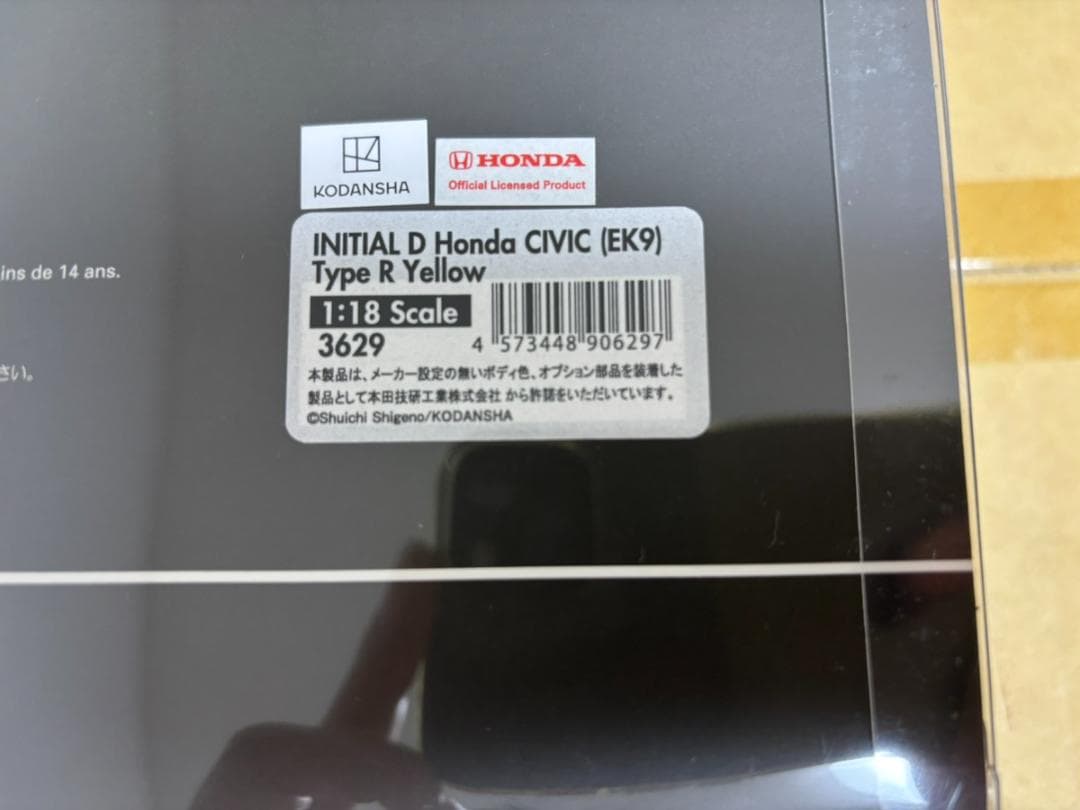 KODANSHA
HONDA
Official Licensed Product
INITIAL D Honda CIVIC (EK9)
Type R Yellow
1:18 Scale
3629
4 573448 906297
本製品は、メーカー設定の無いボディ色、オプション部品を装着した
製品として本田技研工業株式会社 から許諾をいただいています。
©Shuichi Shigeno/KODANSHA
ins de 14 ans.
さい。